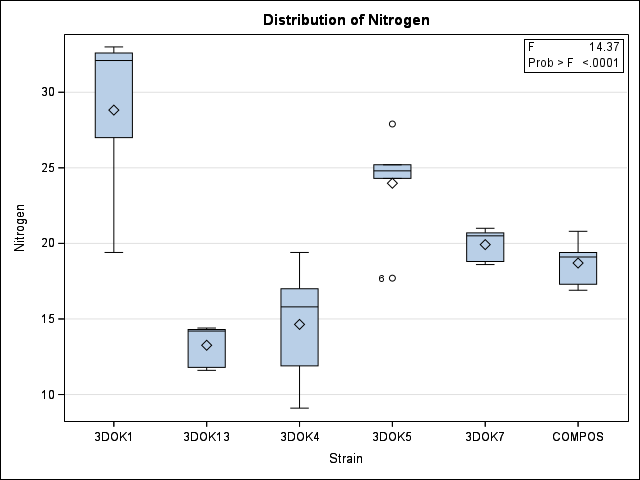 Distribution of Nitrogen
F 14.37
Prob > F <.0001
30
25
20
15
10
Nitrogen
6
3DOK1 3DOK13 3DOK4 3DOK5 3DOK7 COMPOS
Strain